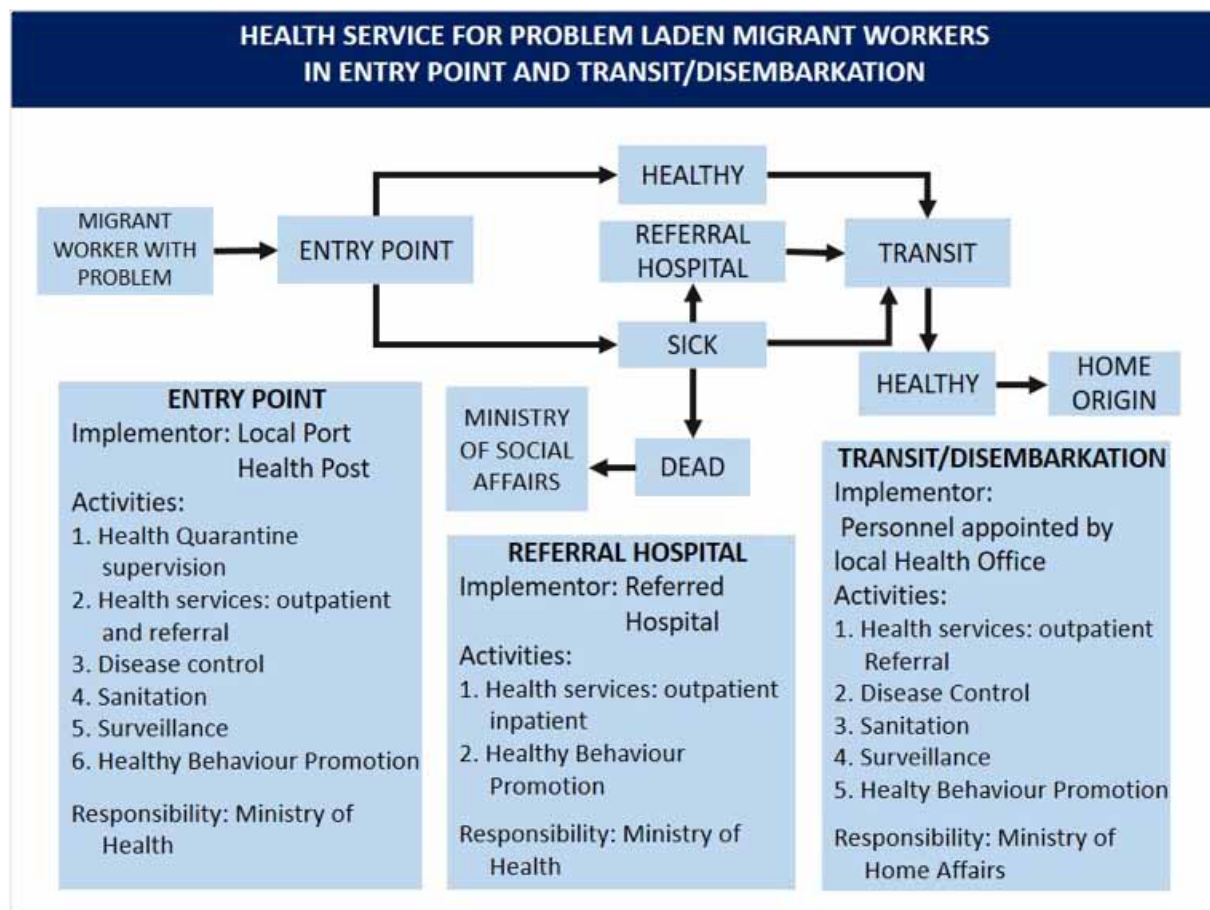 HEALTH SERVICE FOR PROBLEM LADEN MIGRANT WORKERS
IN ENTRY POINT AND TRANSIT/DISEMBARKATION
MIGRANT
WORKER WITH
PROBLEM
ENTRY POINT
HEALTHY
REFERRAL
HOSPITAL
TRANSIT
SICK
HEALTHY
HOME
ORIGIN
MINISTRY
OF SOCIAL
AFFAIRS
DEAD
ENTRY POINT
Implementor: Local Port
Health Post
Activities:
1. Health Quarantine
supervision
2. Health services: outpatient
and referral
3. Disease control
4. Sanitation
5. Surveillance
6. Healthy Behaviour Promotion
Responsibility: Ministry of
Health
REFERRAL HOSPITAL
Implementor: Referred
Hospital
Activities:
1. Health services: outpatient
inpatient
2. Healthy Behaviour
Promotion
Responsibility: Ministry of
Health
TRANSIT/DISEMBARKATION
Implementor:
Personnel appointed by
local Health Office
Activities:
1. Health services: outpatient
Referral
2. Disease Control
3. Sanitation
4. Surveillance
5. Healty Behaviour Promotion
Responsibility: Ministry of
Home Affairs